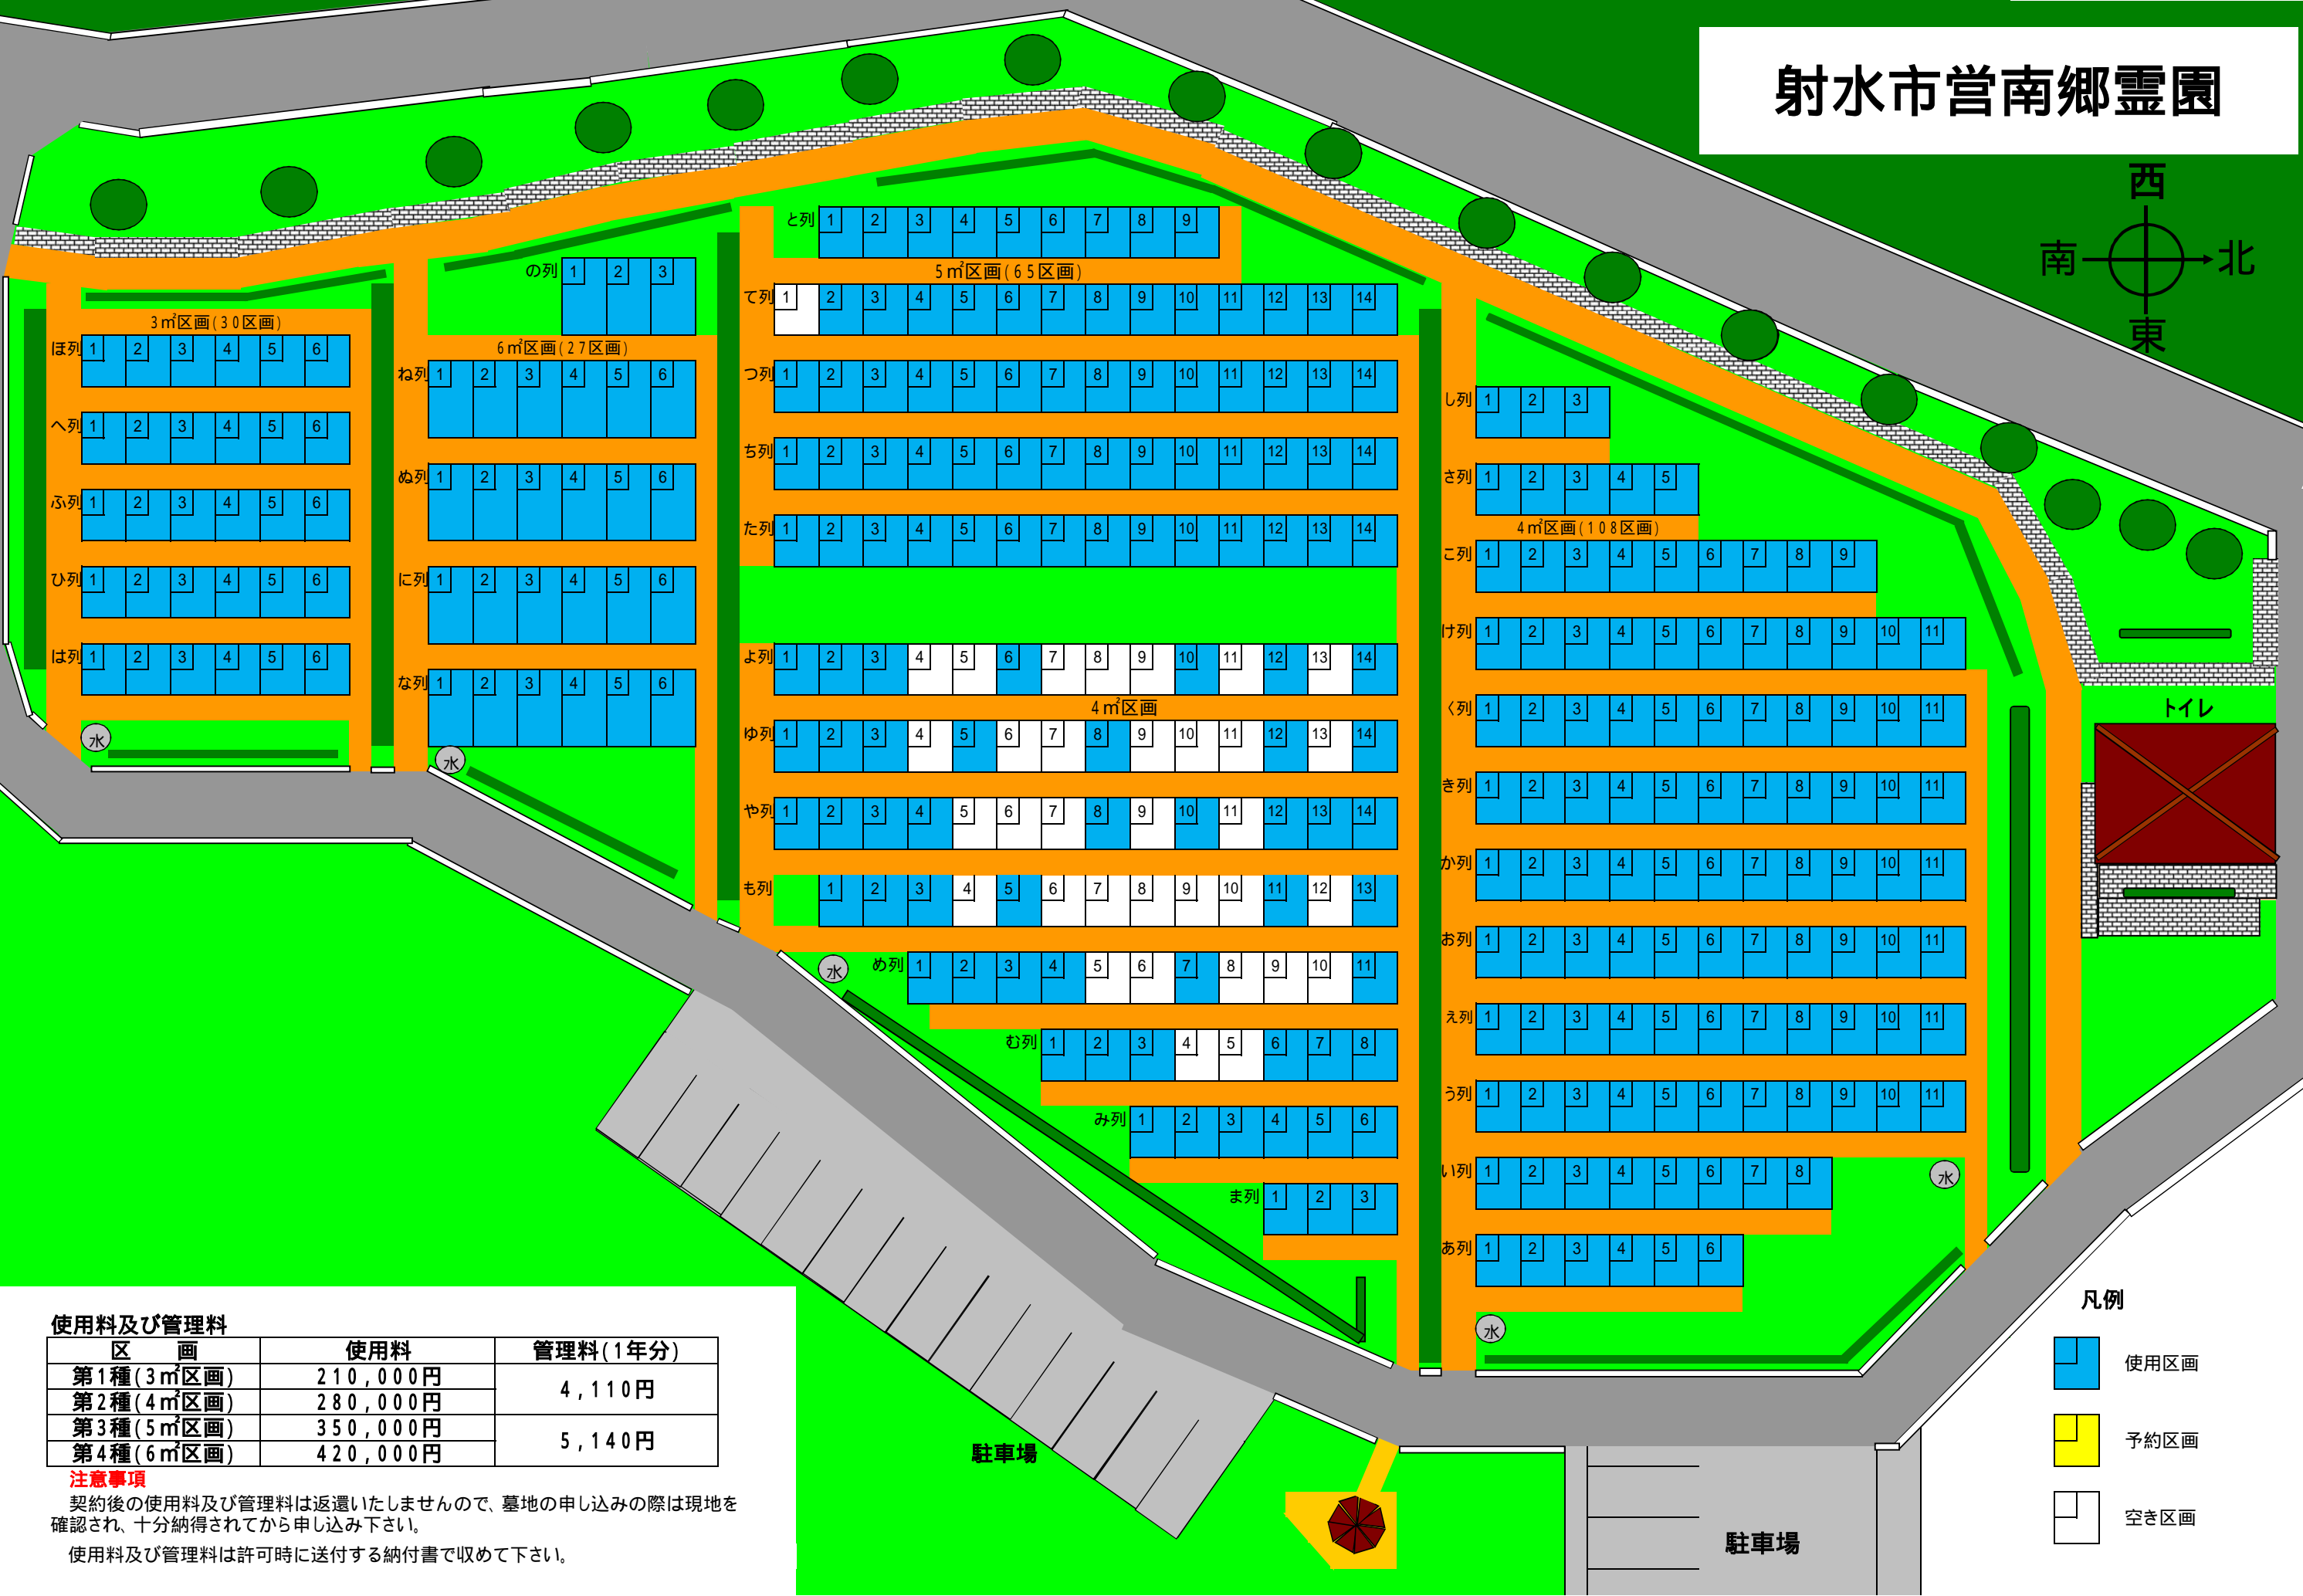 射水市営南郷霊園
西
南 北
東
と列 1 2 3 4 5 6 7 8 9
5㎡区画(65区画)
て列 1 2 3 4 5 6 7 8 9 10 11 12 13 14
つ列 1 2 3 4 5 6 7 8 9 10 11 12 13 14
ち列 1 2 3 4 5 6 7 8 9 10 11 12 13 14
た列 1 2 3 4 5 6 7 8 9 10 11 12 13 14
の列 1 2 3
6㎡区画(27区画)
ね列 1 2 3 4 5 6
ぬ列 1 2 3 4 5 6
に列 1 2 3 4 5 6
な列 1 2 3 4 5 6
水
3㎡区画(30区画)
ほ列 1 2 3 4 5 6
へ列 1 2 3 4 5 6
ふ列 1 2 3 4 5 6
ひ列 1 2 3 4 5 6
は列 1 2 3 4 5 6
水
よ列 1 2 3 4 5 6 7 8 9 10 11 12 13 14
4㎡区画
ゆ列 1 2 3 4 5 6 7 8 9 10 11 12 13 14
や列 1 2 3 4 5 6 7 8 9 10 11 12 13 14
も列 1 2 3 4 5 6 7 8 9 10 11 12 13
水
め列 1 2 3 4 5 6 7 8 9 10 11
む列 1 2 3 4 5 6 7 8
み列 1 2 3 4 5 6
ま列 1 2 3
し列 1 2 3
さ列 1 2 3 4 5
4㎡区画(108区画)
こ列 1 2 3 4 5 6 7 8 9
け列 1 2 3 4 5 6 7 8 9 10 11
く列 1 2 3 4 5 6 7 8 9 10 11
き列 1 2 3 4 5 6 7 8 9 10 11
か列 1 2 3 4 5 6 7 8 9 10 11
お列 1 2 3 4 5 6 7 8 9 10 11
え列 1 2 3 4 5 6 7 8 9 10 11
う列 1 2 3 4 5 6 7 8 9 10 11
い列 1 2 3 4 5 6 7 8
水
あ列 1 2 3 4 5 6
水
トイレ
駐車場
駐車場
凡例
使用区画
予約区画
空き区画
使用料及び管理料
区 画 使用料 管理料(1年分)
第1種(3㎡区画) 210,000円 4,110円
第2種(4㎡区画) 280,000円
第3種(5㎡区画) 350,000円 5,140円
第4種(6㎡区画) 420,000円
注意事項
契約後の使用料及び管理料は返還いたしませんので、墓地の申し込みの際は現地を
確認され、十分納得されてから申し込み下さい。
使用料及び管理料は許可時に送付する納付書で収めて下さい。